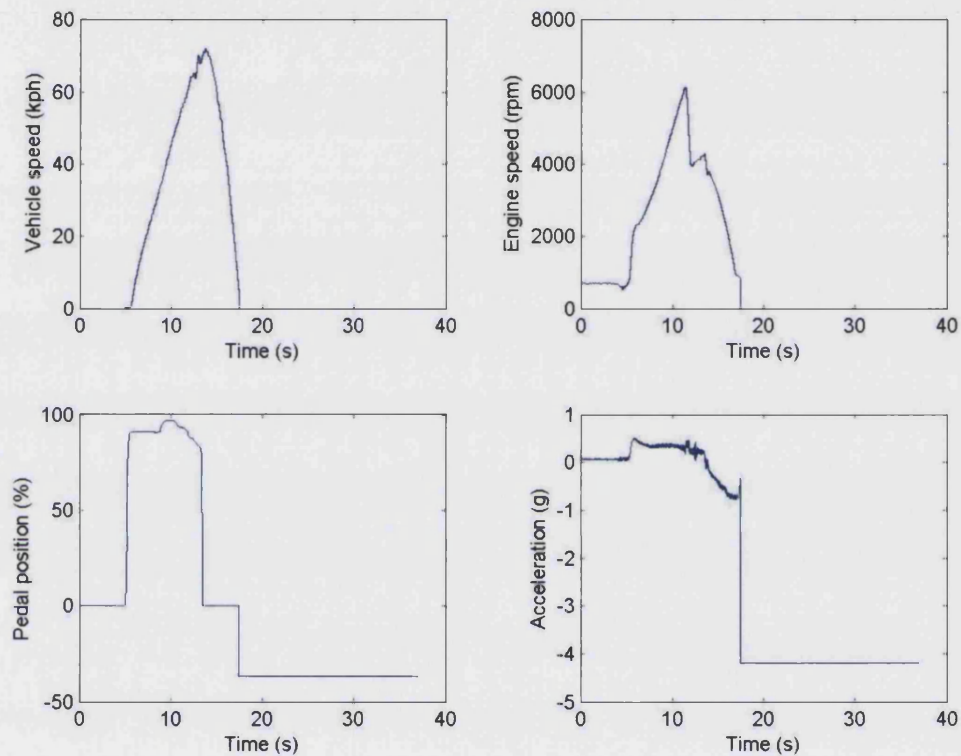 80
60
40
20
0
Vehicle speed (kph)
0 10 20 30 40
Time (s)
8000
6000
4000
2000
0
Engine speed (rpm)
0 10 20 30 40
Time (s)
100
50
0
-50
Pedal position (%)
0 10 20 30 40
Time (s)
1
0
-1
-2
-3
-4
-5
Acceleration (g)
0 10 20 30 40
Time (s)